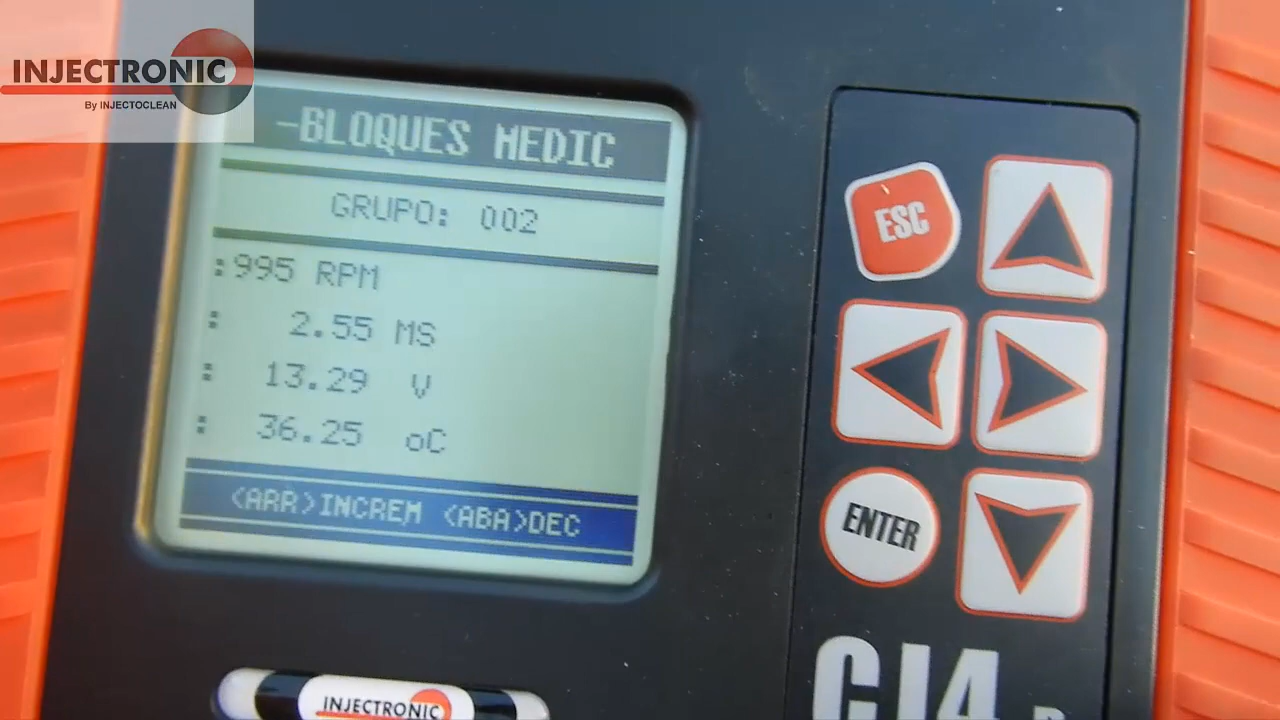 INJECTRONIC
By INJECTOCLEAN
-BLOQUES MEDIC
GRUPO: 002
:995 RPM
: 2.55 MS
: 13.29 V
: 36.25 oC
<ARR>INCREM <ABA>DEC
ESC
ENTER
INJECTRONIC
CJ4